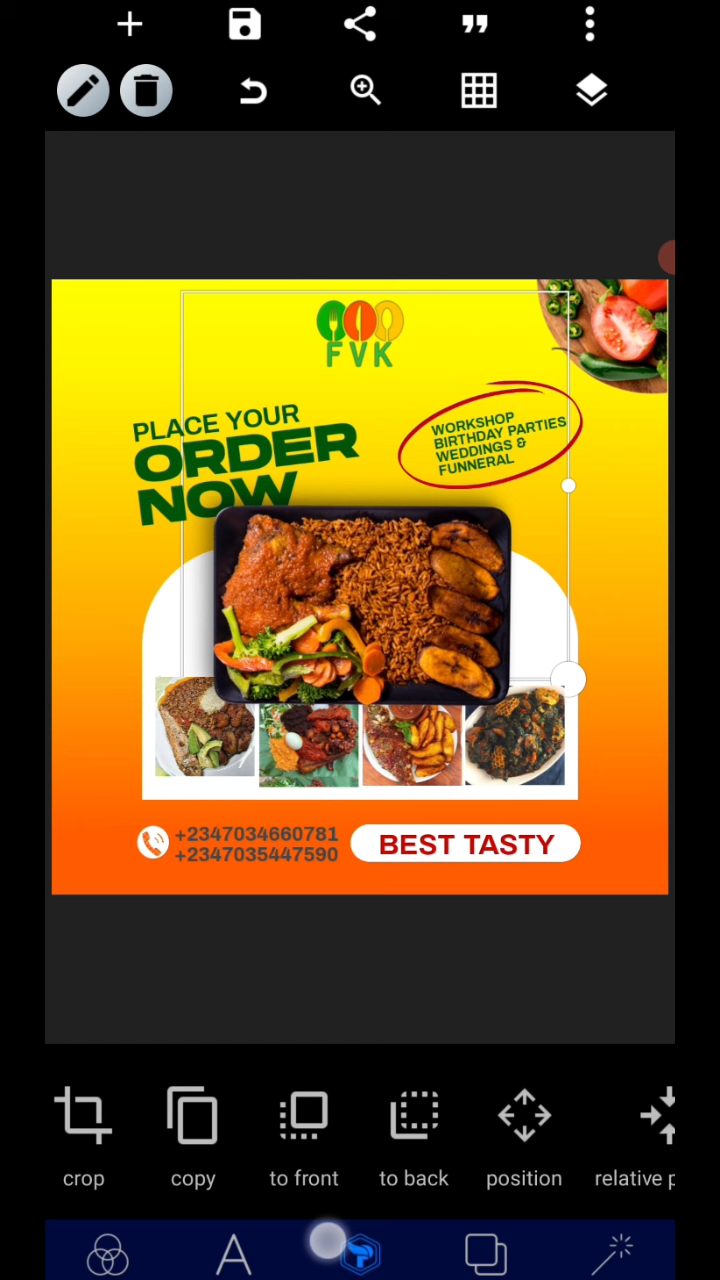 FVK
PLACE YOUR
ORDER
NOW
WORKSHOP
BIRTHDAY PARTIES
WEDDINGS &
FUNNERAL
+2347034660781
+2347035447590
BEST TASTY
crop
copy
to front
to back
position
relative p